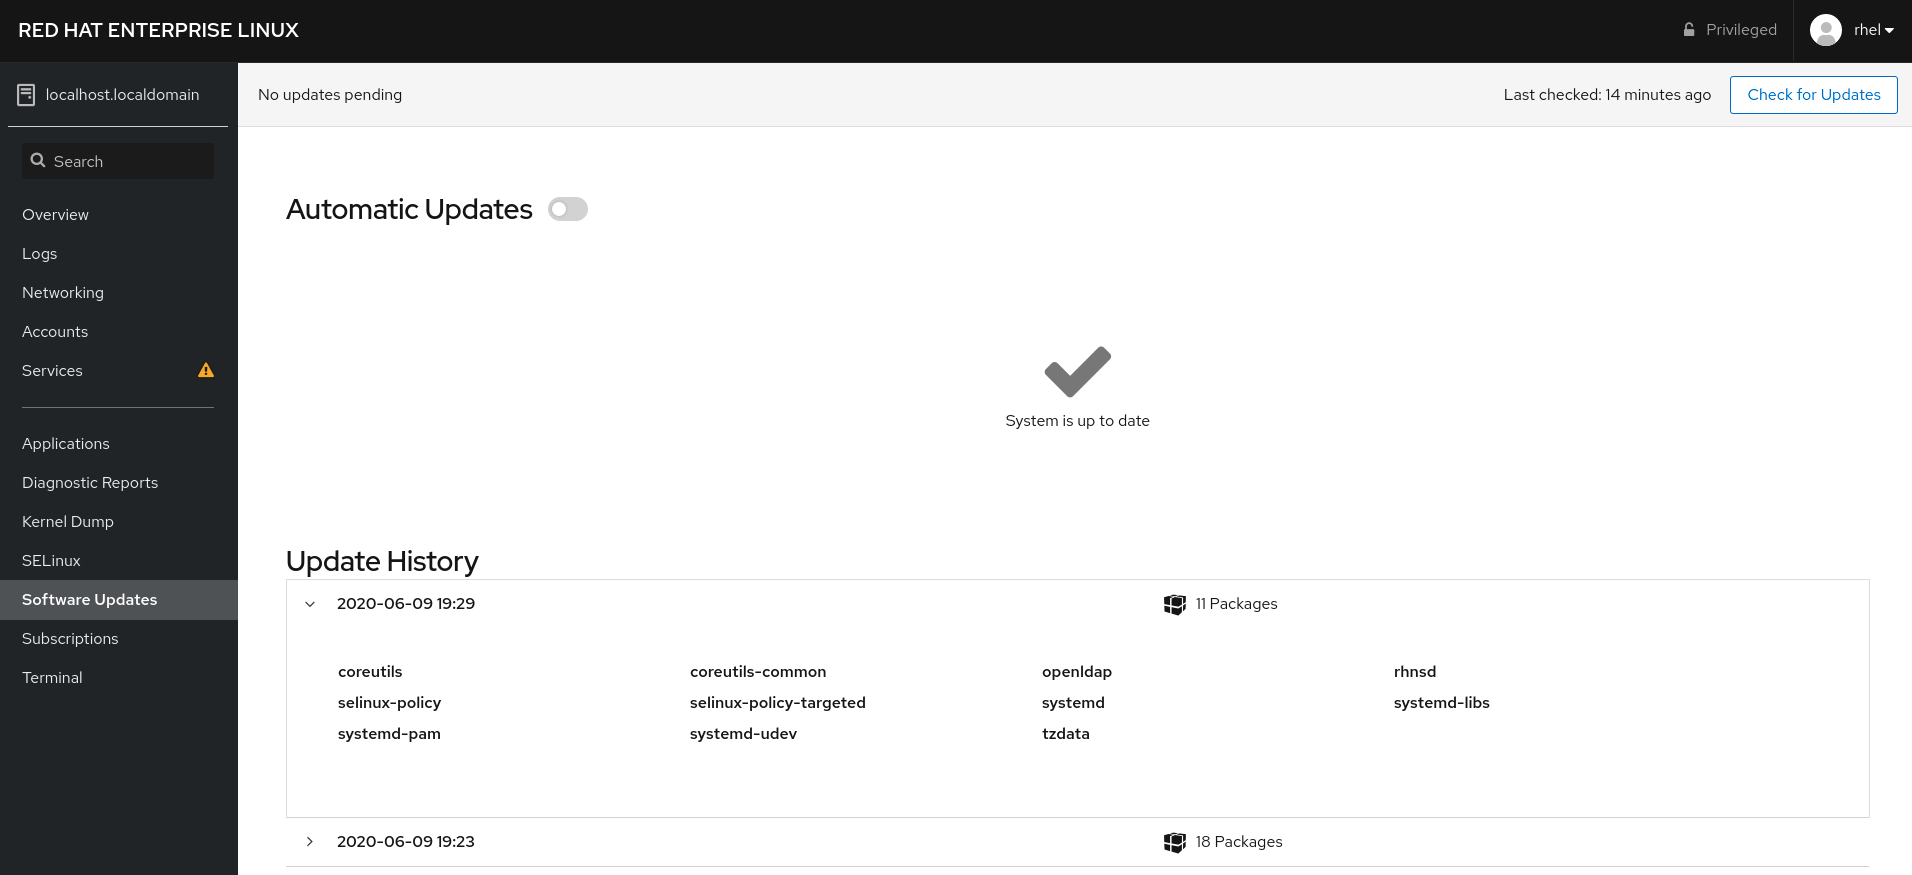 RED HAT ENTERPRISE LINUX
Privileged
rhel
localhost.localdomain
No updates pending
Last checked: 14 minutes ago
Check for Updates
Search
Overview
Logs
Networking
Accounts
Services
Applications
Diagnostic Reports
Kernel Dump
SELinux
Software Updates
Subscriptions
Terminal
Automatic Updates
System is up to date
Update History
2020-06-09 19:29 11 Packages
coreutils coreutils-common openldap rhnsd
selinux-policy selinux-policy-targeted systemd systemd-libs
systemd-pam systemd-udev tzdata
2020-06-09 19:23 18 Packages